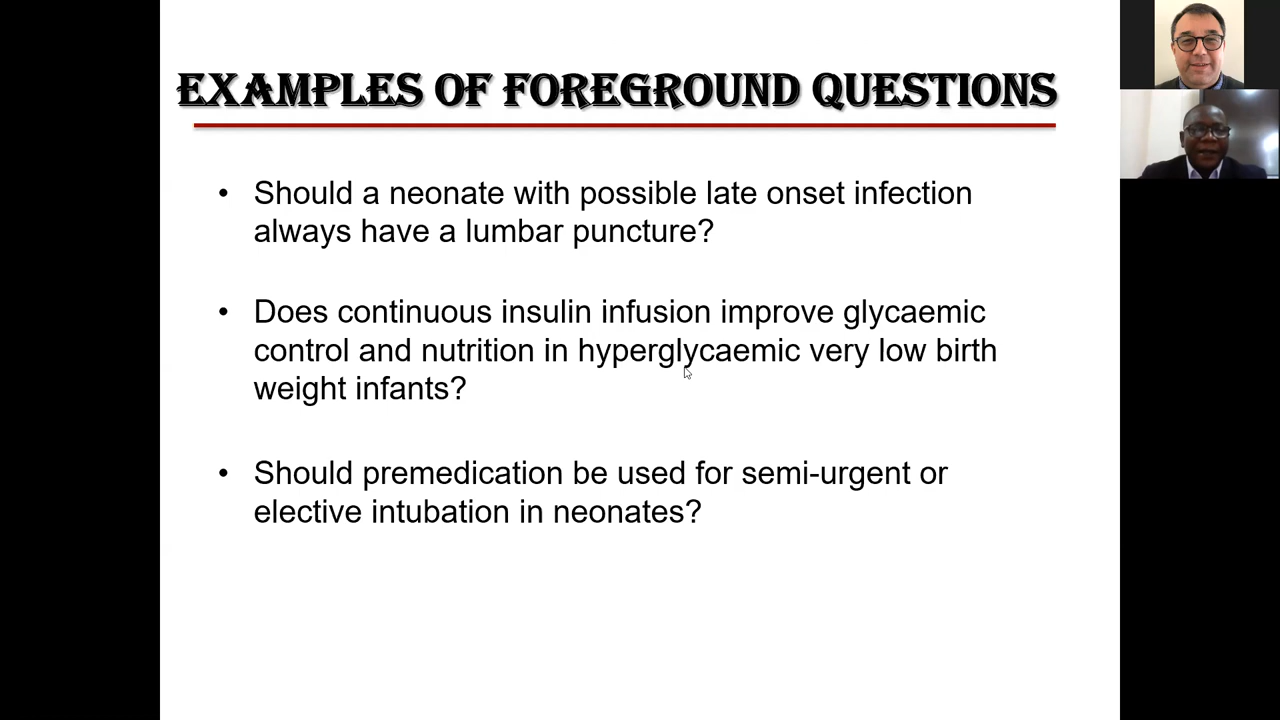 EXAMPLES OF FOREGROUND QUESTIONS
• Should a neonate with possible late onset infection
always have a lumbar puncture?
• Does continuous insulin infusion improve glycaemic
control and nutrition in hyperglycaemic very low birth
weight infants?
• Should premedication be used for semi-urgent or
elective intubation in neonates?